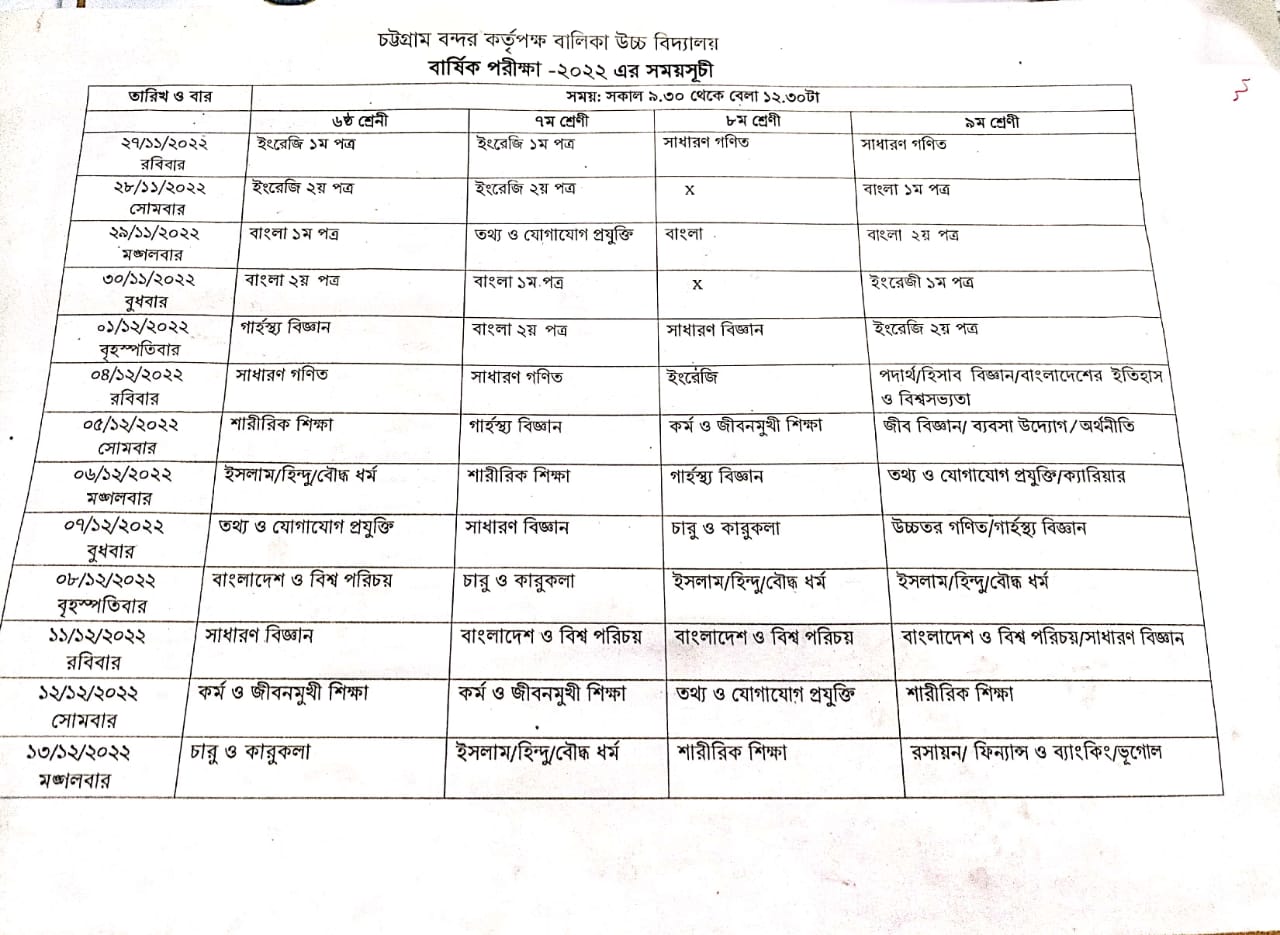 চট্টগ্রাম বন্দর কর্তৃপক্ষ বালিকা উচ্চ বিদ্যালয়
বার্ষিক পরীক্ষা -২০২২ এর সময়সূচী
তারিখ ও বার সময়: সকাল ৯.৩০ থেকে বেলা ১২.৩০টা
৬ষ্ঠ শ্রেনী ৭ম শ্রেণী ৮ম শ্রেণী ৯ম শ্রেণী
২৭/১১/২০২২ ইংরেজি ১ম পত্র ইংরেজি ১ম পত্র সাধারণ গণিত সাধারণ গণিত
রবিবার
২৮/১১/২০২২ ইংরেজি ২য় পত্র ইংরেজি ২য় পত্র x বাংলা ১ম পত্র
সোমবার
২৯/১১/২০২২ বাংলা ১ম পত্র তথ্য ও যোগাযোগ প্রযুক্তি বাংলা বাংলা ২য় পত্র
মঙ্গলবার
৩০/১১/২০২২ বাংলা ২য় পত্র বাংলা ১ম পত্র x ইংরেজী ১ম পত্র
বুধবার
০১/১২/২০২২ গার্হস্থ্য বিজ্ঞান বাংলা ২য় পত্র সাধারণ বিজ্ঞান ইংরেজি ২য় পত্র
বৃহস্পতিবার
০৪/১২/২০২২ সাধারণ গণিত সাধারণ গণিত ইংরেজি পদার্থ/হিসাব বিজ্ঞান/বাংলাদেশের ইতিহাস
রবিবার ও বিশ্বসভ্যতা
০৫/১২/২০২২ শারীরিক শিক্ষা গার্হস্থ্য বিজ্ঞান কর্ম ও জীবনমুখী শিক্ষা জীব বিজ্ঞান/ ব্যবসা উদ্যোগ/অর্থনীতি
সোমবার
০৬/১২/২০২২ ইসলাম/হিন্দু/বৌদ্ধ ধর্ম শারীরিক শিক্ষা গার্হস্থ্য বিজ্ঞান তথ্য ও যোগাযোগ প্রযুক্তি/ক্যারিয়ার
মঙ্গলবার
০৭/১২/২০২২ তথ্য ও যোগাযোগ প্রযুক্তি সাধারণ বিজ্ঞান চারু ও কারুকলা উচ্চতর গণিত/গার্হস্থ্য বিজ্ঞান
বুধবার
০৮/১২/২০২২ বাংলাদেশ ও বিশ্ব পরিচয় চারু ও কারুকলা ইসলাম/হিন্দু/বৌদ্ধ ধর্ম ইসলাম/হিন্দু/বৌদ্ধ ধর্ম
বৃহস্পতিবার
১১/১২/২০২২ সাধারণ বিজ্ঞান বাংলাদেশ ও বিশ্ব পরিচয় বাংলাদেশ ও বিশ্ব পরিচয় বাংলাদেশ ও বিশ্ব পরিচয়/সাধারণ বিজ্ঞান
রবিবার
১২/১২/২০২২ কর্ম ও জীবনমুখী শিক্ষা কর্ম ও জীবনমুখী শিক্ষা তথ্য ও যোগাযোগ প্রযুক্তি শারীরিক শিক্ষা
সোমবার
১৩/১২/২০২২ চারু ও কারুকলা ইসলাম/হিন্দু/বৌদ্ধ ধর্ম শারীরিক শিক্ষা রসায়ন/ ফিন্যান্স ও ব্যাংকিং/ভূগোল
মঙ্গলবার